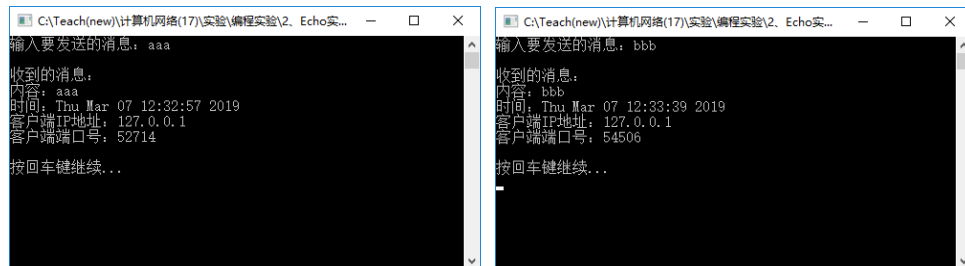 C:\Teach(new)\计算机网络(17)\实验\编程实验\2、Echo实...
输入要发送的消息：aaa
收到的消息：
内容：aaa
时间：Thu Mar 07 12:32:57 2019
客户端IP地址：127.0.0.1
客户端端口号：52714
按回车键继续...
C:\Teach(new)\计算机网络(17)\实验\编程实验\2、Echo实...
输入要发送的消息：bbb
收到的消息：
内容：bbb
时间：Thu Mar 07 12:33:39 2019
客户端IP地址：127.0.0.1
客户端端口号：54506
按回车键继续...